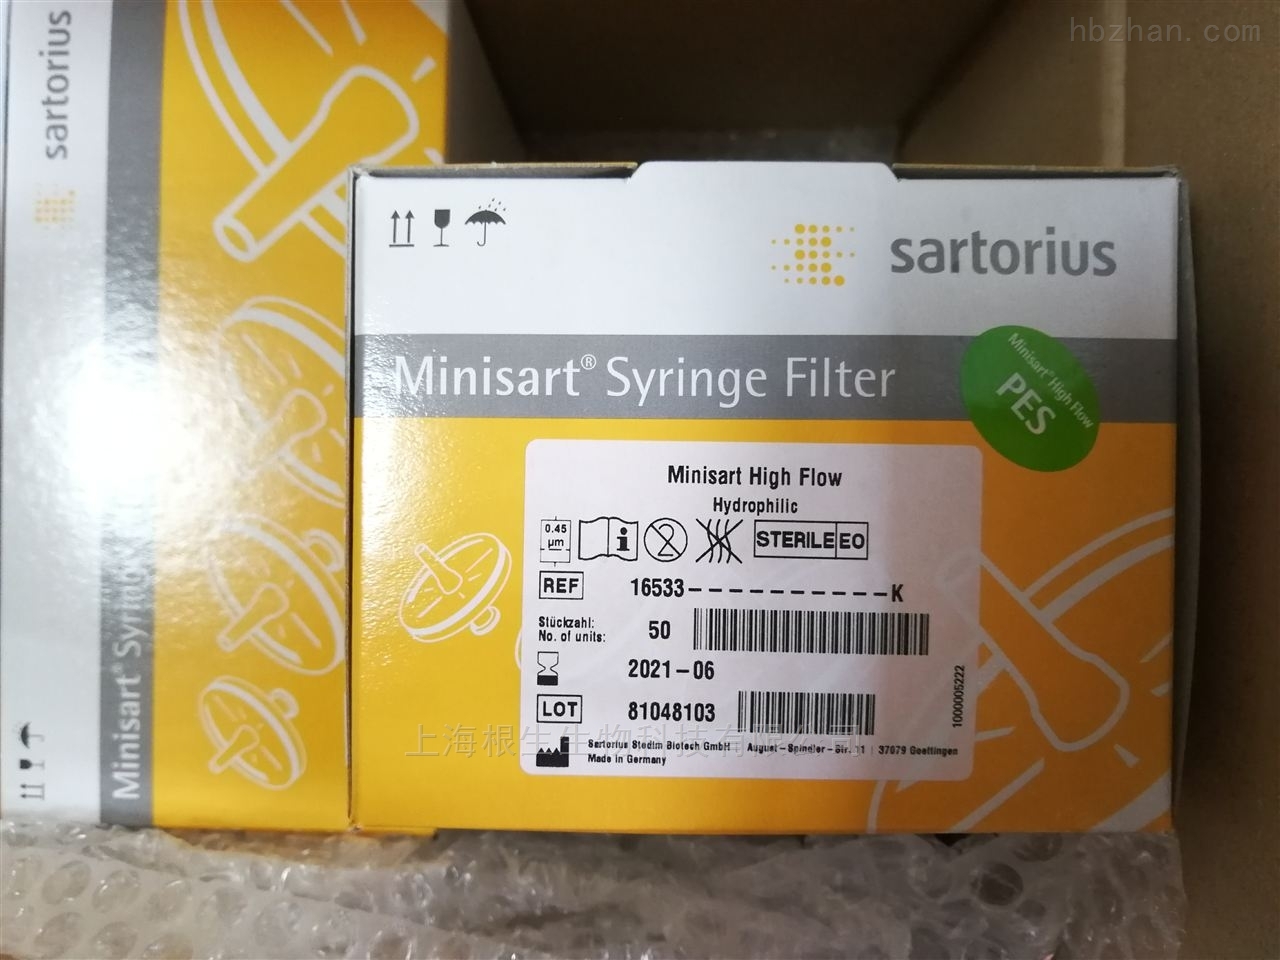 hbzhan.com
sartorius
Minisart® Syring
sartorius
Minisart® Syringe Filter
Minisart® High Flow
PES
Minisart High Flow
Hydrophilic
0.45
µm
i
2
STERILE EO
REF 16533----------K
Stückzahl:
No. of units: 50
2021-06
LOT 81048103
1000005222
上海根生生物科技有限公司
Sartorius Stedim Biotech GmbH August-Spindler-Str. 11 37079 Goettingen
Made in Germany